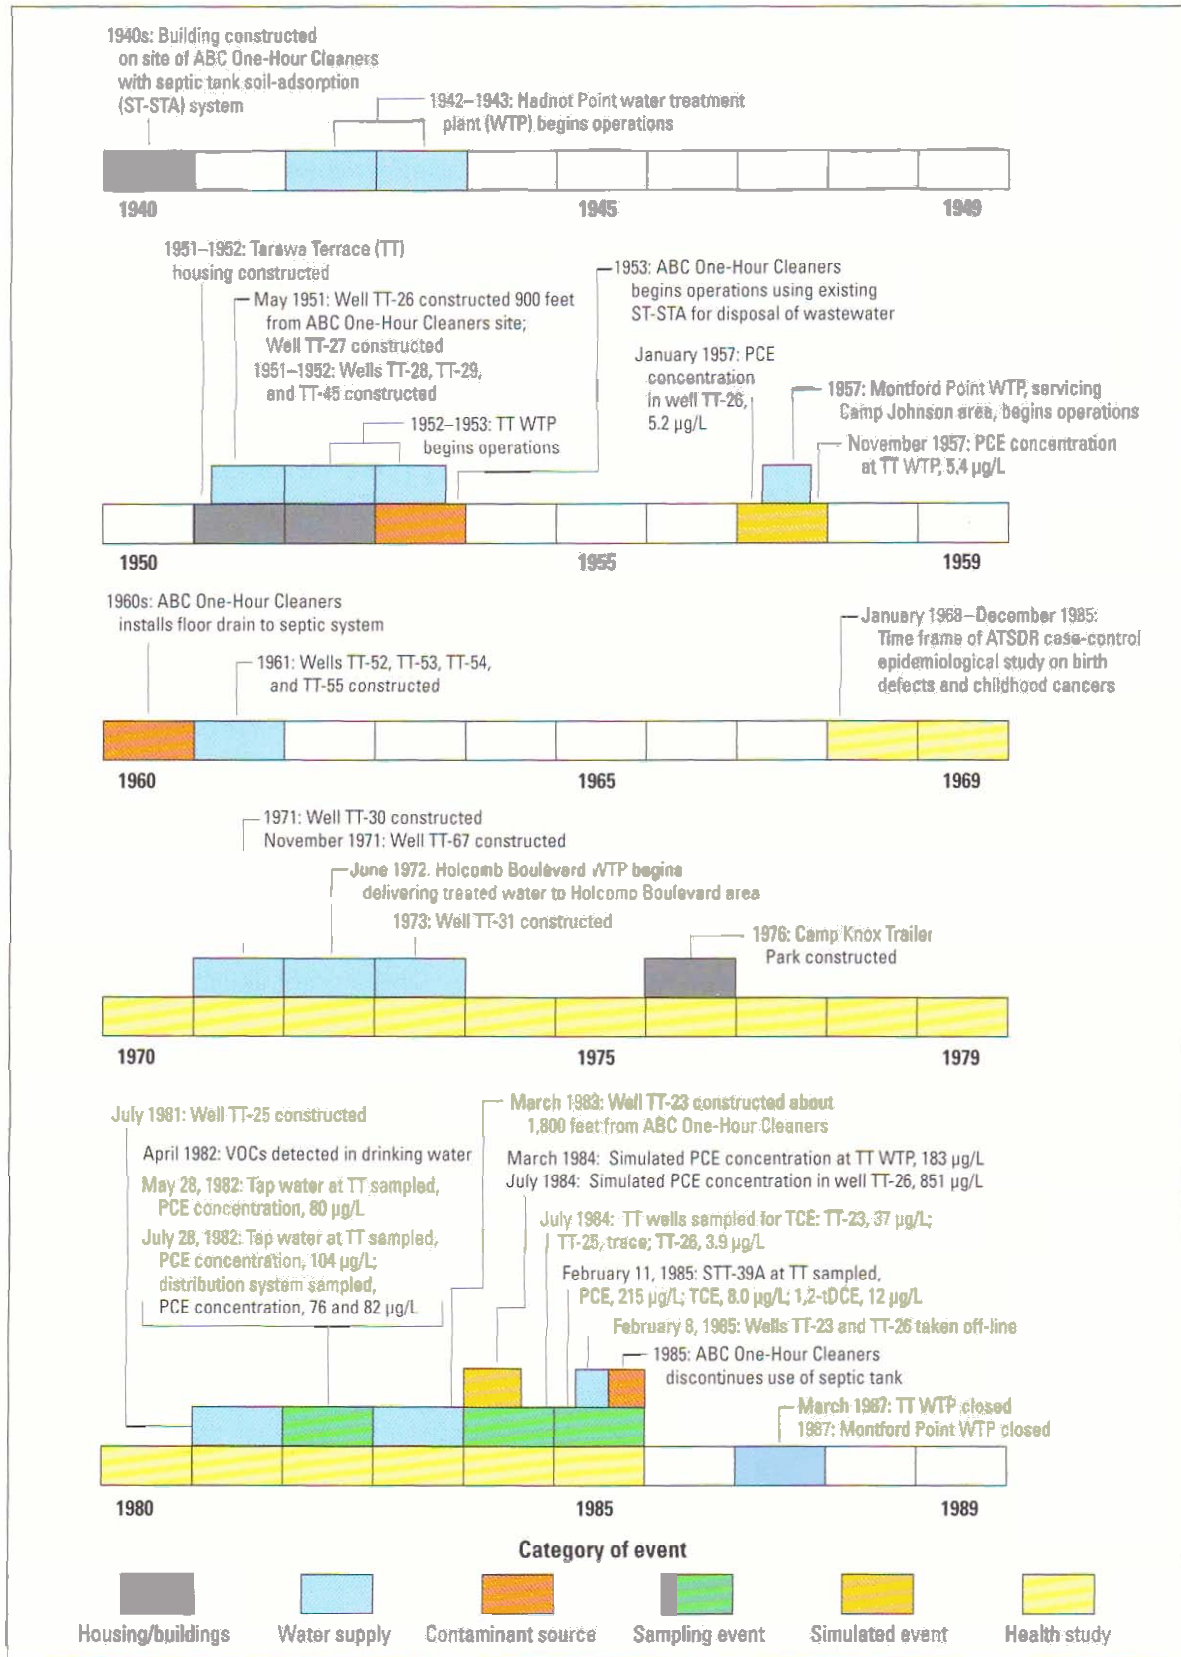 1940s: Building constructed
on site of ABC One-Hour Cleaners
with septic tank soil-adsorption
(ST-STA) system
1942–1943: Hadnot Point water treatment
plant (WTP) begins operations
1940
1945
1949
1951–1952: Tarawa Terrace (TT)
housing constructed
May 1951: Well TT-26 constructed 900 feet
from ABC One-Hour Cleaners site;
Well TT-27 constructed
1951–1952: Wells TT-28, TT-29,
and TT-45 constructed
1952–1953: TT WTP
begins operations
1953: ABC One-Hour Cleaners
begins operations using existing
ST-STA for disposal of wastewater
January 1957: PCE
concentration
in well TT-26,
5.2 µg/L
1957: Montford Point WTP, servicing
Camp Johnson area, begins operations
November 1957: PCE concentration
at TT WTP, 5.4 µg/L
1950
1955
1959
1960s: ABC One-Hour Cleaners
installs floor drain to septic system
1961: Wells TT-52, TT-53, TT-54,
and TT-55 constructed
January 1968–December 1985:
Time frame of ATSDR case-control
epidemiological study on birth
defects and childhood cancers
1960
1965
1969
1971: Well TT-30 constructed
November 1971: Well TT-67 constructed
June 1972. Holcomb Boulevard WTP begins
delivering treated water to Holcomb Boulevard area
1973: Well TT-31 constructed
1976: Camp Knox Trailer
Park constructed
1970
1975
1979
July 1981: Well TT-25 constructed
April 1982: VOCs detected in drinking water
May 28, 1982: Tap water at TT sampled,
PCE concentration, 80 µg/L
July 28, 1982: Tap water at TT sampled,
PCE concentration, 104 µg/L;
distribution system sampled,
PCE concentration, 76 and 82 µg/L
March 1983: Well TT-23 constructed about
1,800 feet from ABC One-Hour Cleaners
March 1984: Simulated PCE concentration at TT WTP, 183 µg/L
July 1984: Simulated PCE concentration in well TT-26, 851 µg/L
July 1984: TT wells sampled for TCE: TT-23, 37 µg/L;
TT-25, trace; TT-26, 3.9 µg/L
February 11, 1985: STT-39A at TT sampled,
PCE, 215 µg/L; TCE, 8.0 µg/L; 1,2-tDCE, 12 µg/L
February 8, 1985: Wells TT-23 and TT-26 taken off-line
1985: ABC One-Hour Cleaners
discontinues use of septic tank
March 1987: TT WTP closed
1987: Montford Point WTP closed
1980
1985
1989
Category of event
Housing/buildings
Water supply
Contaminant source
Sampling event
Simulated event
Health study